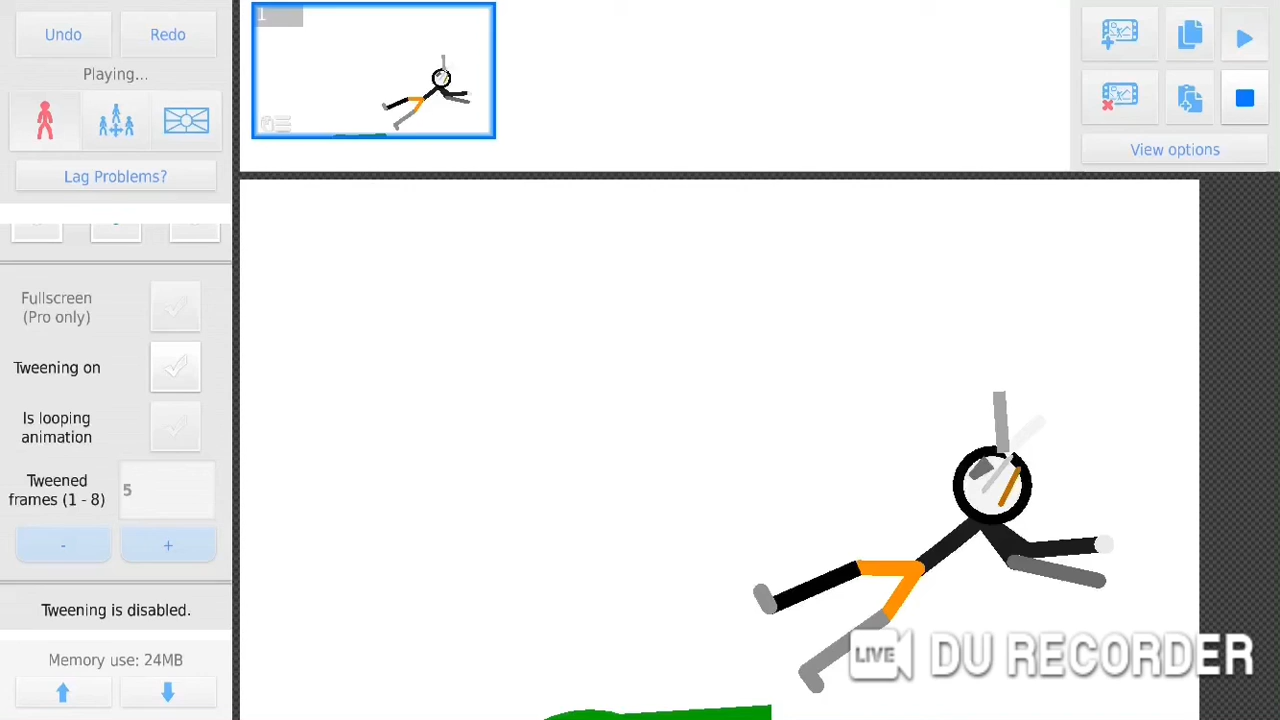 Undo
Redo
Playing...
Lag Problems?
1
View options
Fullscreen
(Pro only)
Tweening on
Is looping
animation
Tweened
frames (1 - 8)
5
-
+
Tweening is disabled.
Memory use: 24MB
LIVE DU RECORDER